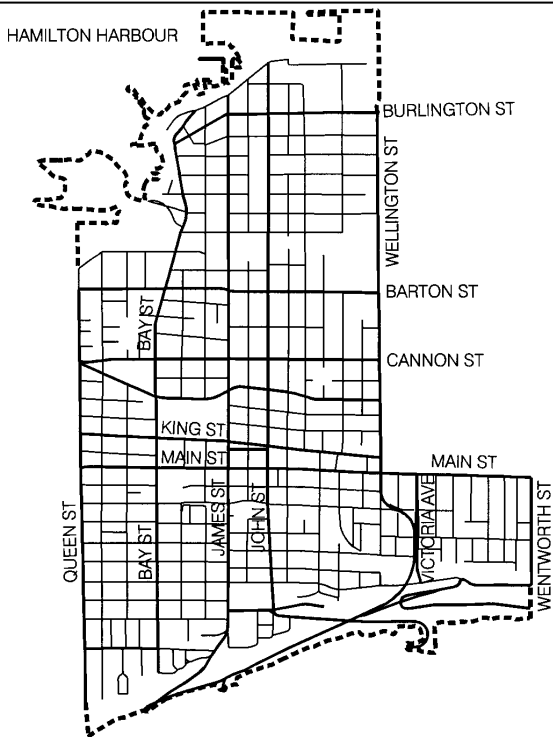 HAMILTON HARBOUR
BURLINGTON ST
WELLINGTON ST
BARTON ST
BAY ST
CANNON ST
KING ST
MAIN ST
MAIN ST
QUEEN ST
BAY ST
JAMES ST
JOHN ST
VICTORIA AVE
WENTWORTH ST